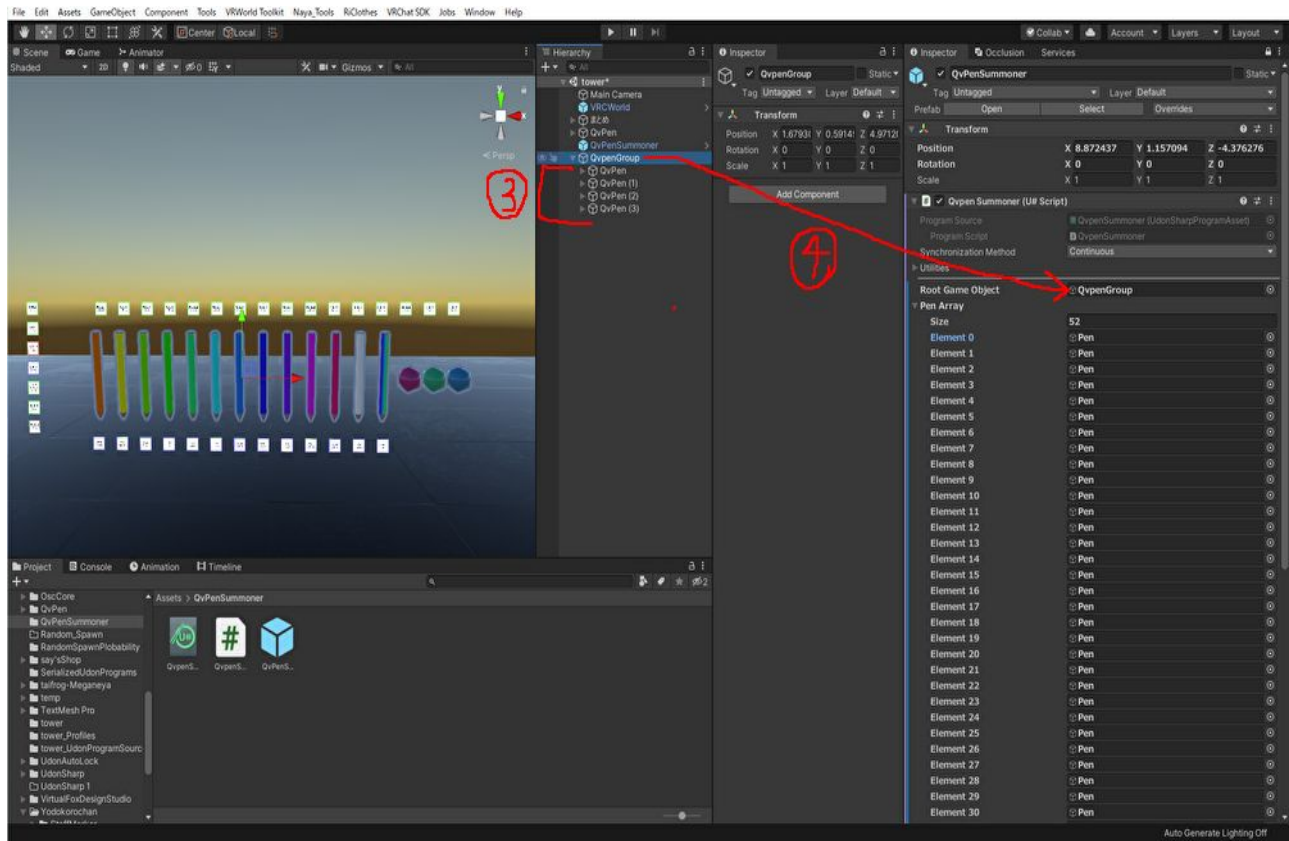 File Edit Assets GameObject Component Tools VRWorld Toolkit Naya_Tools RiClothes VRChat SDK Jobs Window Help
Center Local Collab Account Layers Layout
Scene Game Animator
Shaded 2D 0 Gizmos All
Hierarchy
All
tower*
Main Camera
VRCWorld
まとめ
QvPen
QvPenSummoner
QvpenGroup
QvPen
QvPen (1)
QvPen (2)
QvPen (3)
3
4
Persp
y
x
Inspector
QvpenGroup Static
Tag Untagged Layer Default
Transform
Position X 1.6793 Y 0.5914 Z 4.9712
Rotation X 0 Y 0 Z 0
Scale X 1 Y 1 Z 1
Add Component
Inspector Occlusion Services
QvPenSummoner Static
Tag Untagged Layer Default
Prefab Open Select Overrides
Transform
Position X 8.872437 Y 1.157094 Z -4.376276
Rotation X 0 Y 0 Z 0
Scale X 1 Y 1 Z 1
Qvpen Summoner (U# Script)
Program Source QvpenSummoner (UdonSharpProgramAsset)
Program Script QvpenSummoner
Synchronization Method Continuous
Utilities
Root Game Object QvpenGroup
Pen Array
Size 52
Element 0 Pen
Element 1 Pen
Element 2 Pen
Element 3 Pen
Element 4 Pen
Element 5 Pen
Element 6 Pen
Element 7 Pen
Element 8 Pen
Element 9 Pen
Element 10 Pen
Element 11 Pen
Element 12 Pen
Element 13 Pen
Element 14 Pen
Element 15 Pen
Element 16 Pen
Element 17 Pen
Element 18 Pen
Element 19 Pen
Element 20 Pen
Element 21 Pen
Element 22 Pen
Element 23 Pen
Element 24 Pen
Element 25 Pen
Element 26 Pen
Element 27 Pen
Element 28 Pen
Element 29 Pen
Element 30 Pen
Project Console Animation Timeline
2
OscCore
QvPen
QvPenSummoner
Random_Spawn
RandomSpawnPlobability
say'sShop
SerializedUdonPrograms
taifrog-Meganeya
temp
TextMesh Pro
tower
tower_Profiles
tower_UdonProgramSourc
UdonAutoLock
UdonSharp
UdonSharp 1
VirtualFoxDesignStudio
Yodokorochan
Assets > QvPenSummoner
QvpenS... QvpenS... QvPenS...
Auto Generate Lighting Off